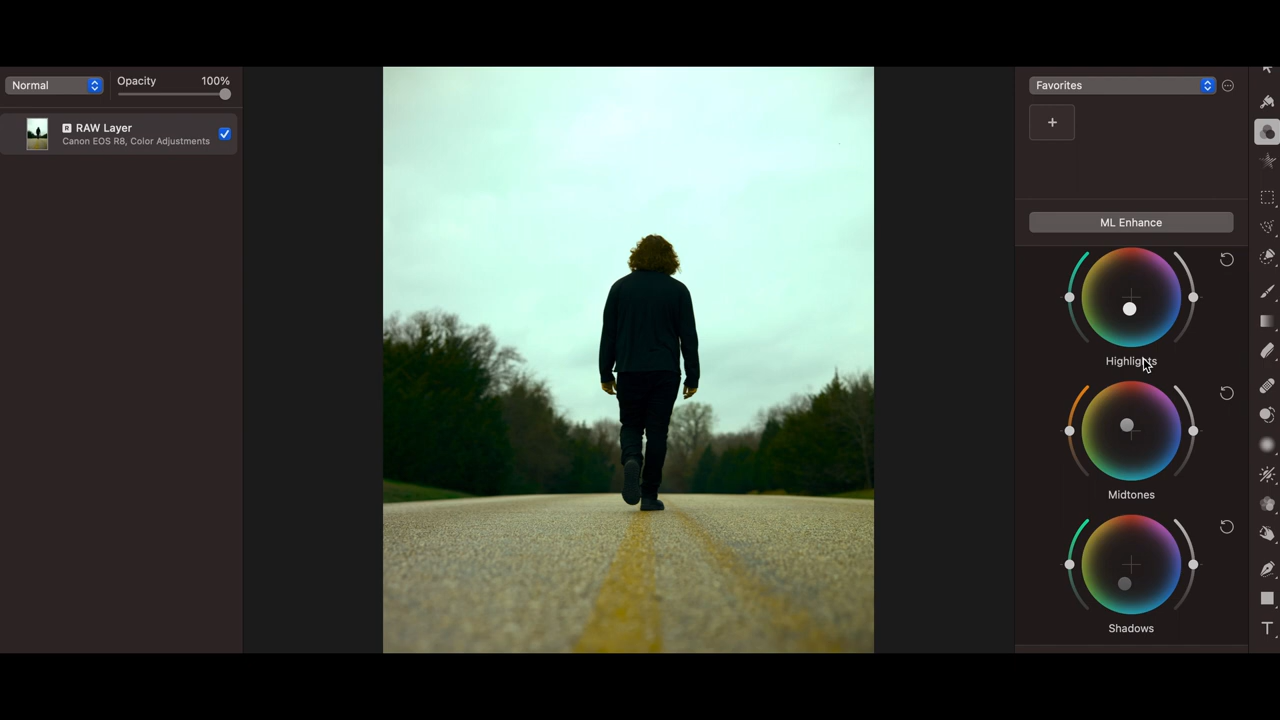 Normal
Opacity 100%
RAW Layer
Canon EOS R8, Color Adjustments
Favorites
+
ML Enhance
Highlights
Midtones
Shadows